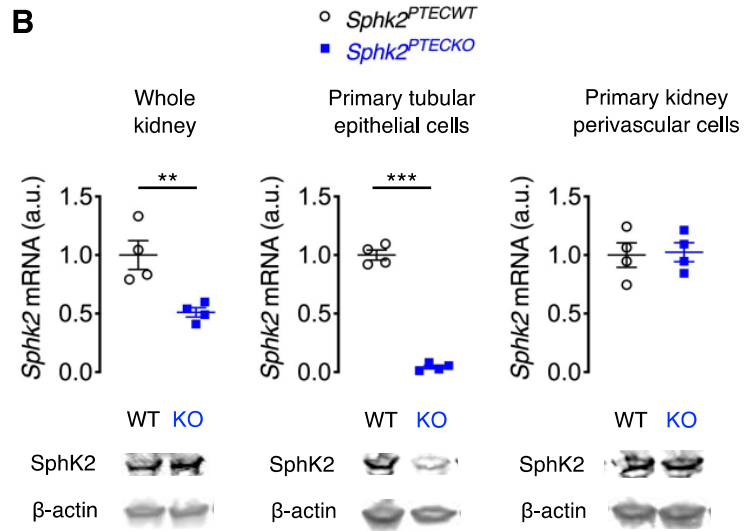 B
Sphk2PTECWT
Sphk2PTECKO
Whole
kidney
Primary tubular
epithelial cells
Primary kidney
perivascular cells
**
***
Sphk2 mRNA (a.u.)
1.5
1.0
0.5
0.0
Sphk2 mRNA (a.u.)
1.5
1.0
0.5
0.0
Sphk2 mRNA (a.u.)
1.5
1.0
0.5
0.0
WT KO
WT KO
WT KO
SphK2
SphK2
SphK2
β-actin
β-actin
β-actin